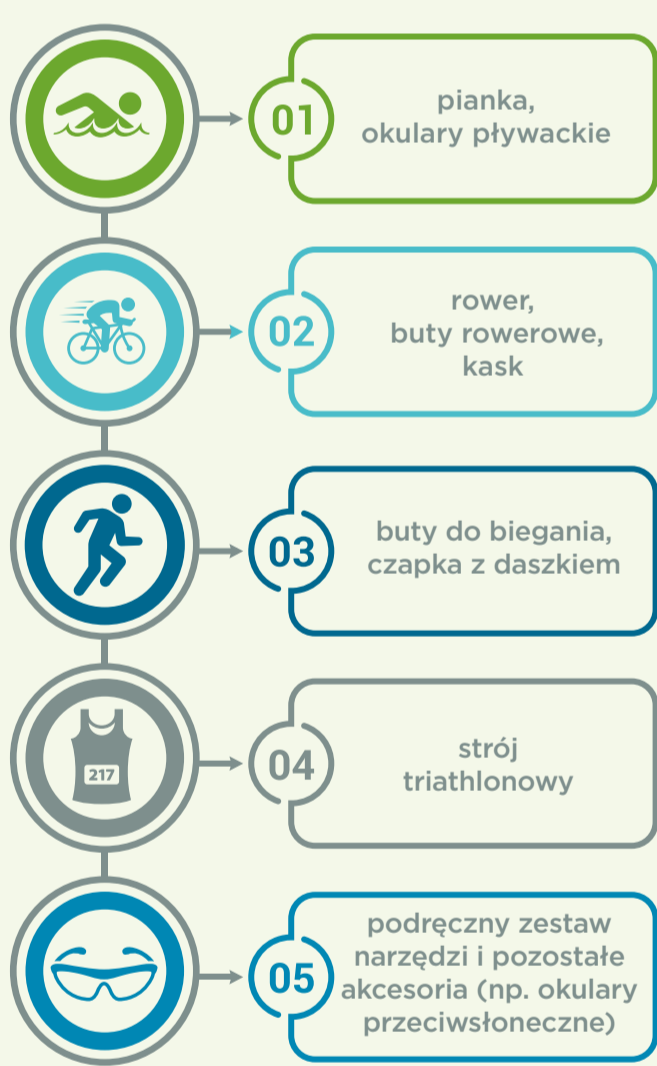 01
pianka,
okulary pływackie
02
rower,
buty rowerowe,
kask
03
buty do biegania,
czapka z daszkiem
217
04
strój
triathlonowy
05
podręczny zestaw
narzędzi i pozostałe
akcesoria (np. okulary
przeciwsłoneczne)